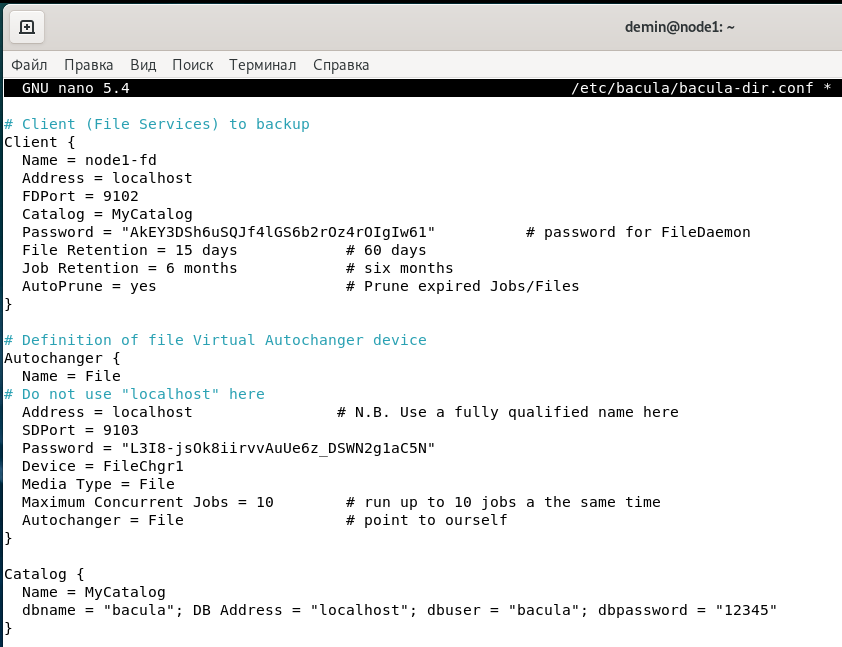 demin@node1: ~
Файл Правка Вид Поиск Терминал Справка
GNU nano 5.4 /etc/bacula/bacula-dir.conf *
# Client (File Services) to backup
Client {
Name = node1-fd
Address = localhost
FDPort = 9102
Catalog = MyCatalog
Password = "AkEY3DSh6uSQJf4lGS6b2rOz4rOIgIw61" # password for FileDaemon
File Retention = 15 days # 60 days
Job Retention = 6 months # six months
AutoPrune = yes # Prune expired Jobs/Files
}
# Definition of file Virtual Autochanger device
Autochanger {
Name = File
# Do not use "localhost" here
Address = localhost # N.B. Use a fully qualified name here
SDPort = 9103
Password = "L3I8-jsOk8iirvvAuUe6z_DSWN2g1aC5N"
Device = FileChgr1
Media Type = File
Maximum Concurrent Jobs = 10 # run up to 10 jobs a the same time
Autochanger = File # point to ourself
}
Catalog {
Name = MyCatalog
dbname = "bacula"; DB Address = "localhost"; dbuser = "bacula"; dbpassword = "12345"
}